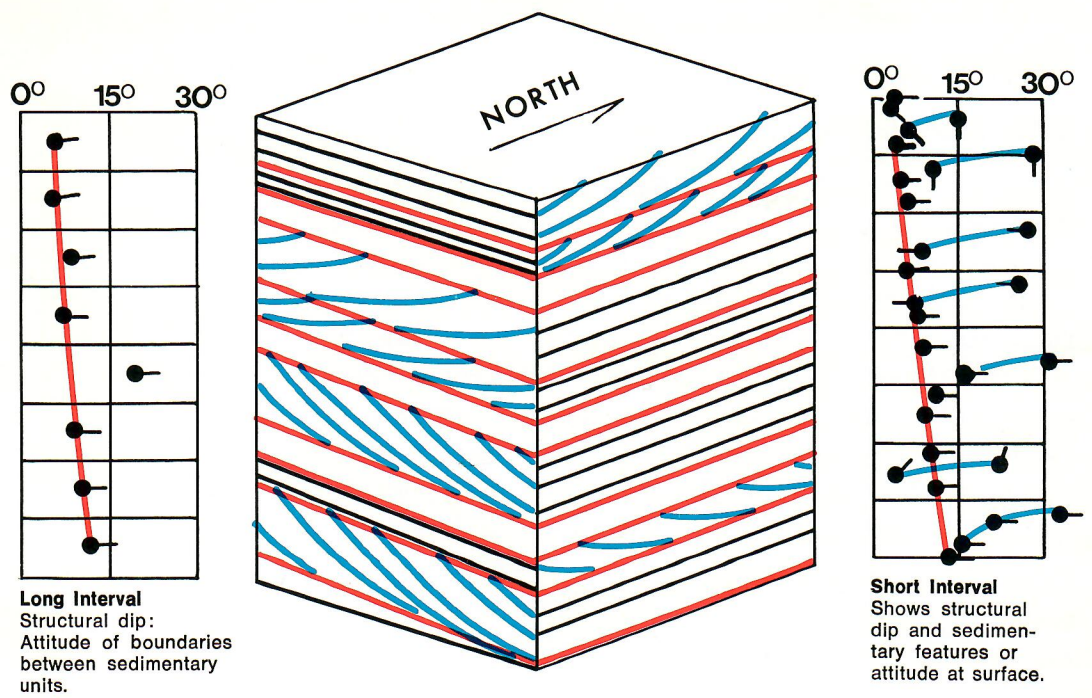 0° 15° 30°
Long Interval
Structural dip:
Attitude of boundaries
between sedimentary
units.
NORTH
0° 15° 30°
Short Interval
Shows structural
dip and sedimen-
tary features or
attitude at surface.